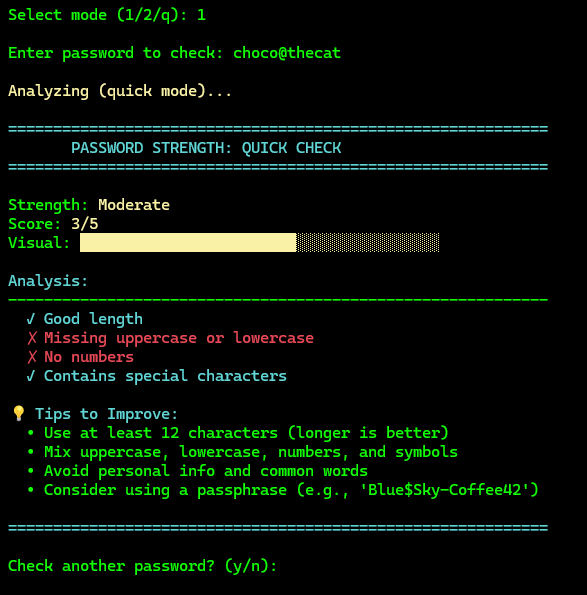 Select mode (1/2/q): 1
Enter password to check: choco@thecat
Analyzing (quick mode)...
============================================================
PASSWORD STRENGTH: QUICK CHECK
============================================================
Strength: Moderate
Score: 3/5
Visual: ████████████████████████░░░░░░░░░░░░░░░░
Analysis:
────────────────────────────────────────────────────────────
✓ Good length
✗ Missing uppercase or lowercase
✗ No numbers
✓ Contains special characters
💡 Tips to Improve:
• Use at least 12 characters (longer is better)
• Mix uppercase, lowercase, numbers, and symbols
• Avoid personal info and common words
• Consider using a passphrase (e.g., 'Blue$Sky-Coffee42')
============================================================
Check another password? (y/n):